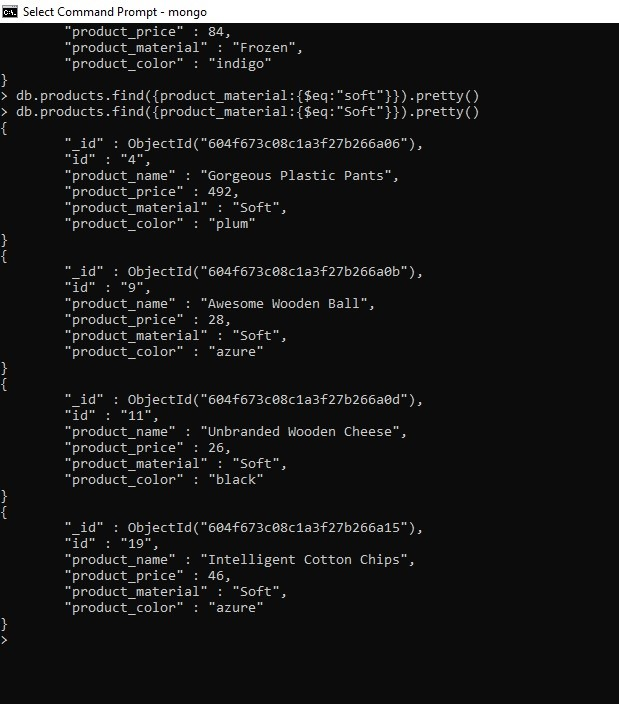 Select Command Prompt - mongo
"product_price" : 84,
"product_material" : "Frozen",
"product_color" : "indigo"
}
> db.products.find({product_material:{$eq:"soft"}}).pretty()
> db.products.find({product_material:{$eq:"Soft"}}).pretty()
{
"_id" : ObjectId("604f673c08c1a3f27b266a06"),
"id" : "4",
"product_name" : "Gorgeous Plastic Pants",
"product_price" : 492,
"product_material" : "Soft",
"product_color" : "plum"
}
{
"_id" : ObjectId("604f673c08c1a3f27b266a0b"),
"id" : "9",
"product_name" : "Awesome Wooden Ball",
"product_price" : 28,
"product_material" : "Soft",
"product_color" : "azure"
}
{
"_id" : ObjectId("604f673c08c1a3f27b266a0d"),
"id" : "11",
"product_name" : "Unbranded Wooden Cheese",
"product_price" : 26,
"product_material" : "Soft",
"product_color" : "black"
}
{
"_id" : ObjectId("604f673c08c1a3f27b266a15"),
"id" : "19",
"product_name" : "Intelligent Cotton Chips",
"product_price" : 46,
"product_material" : "Soft",
"product_color" : "azure"
}
>